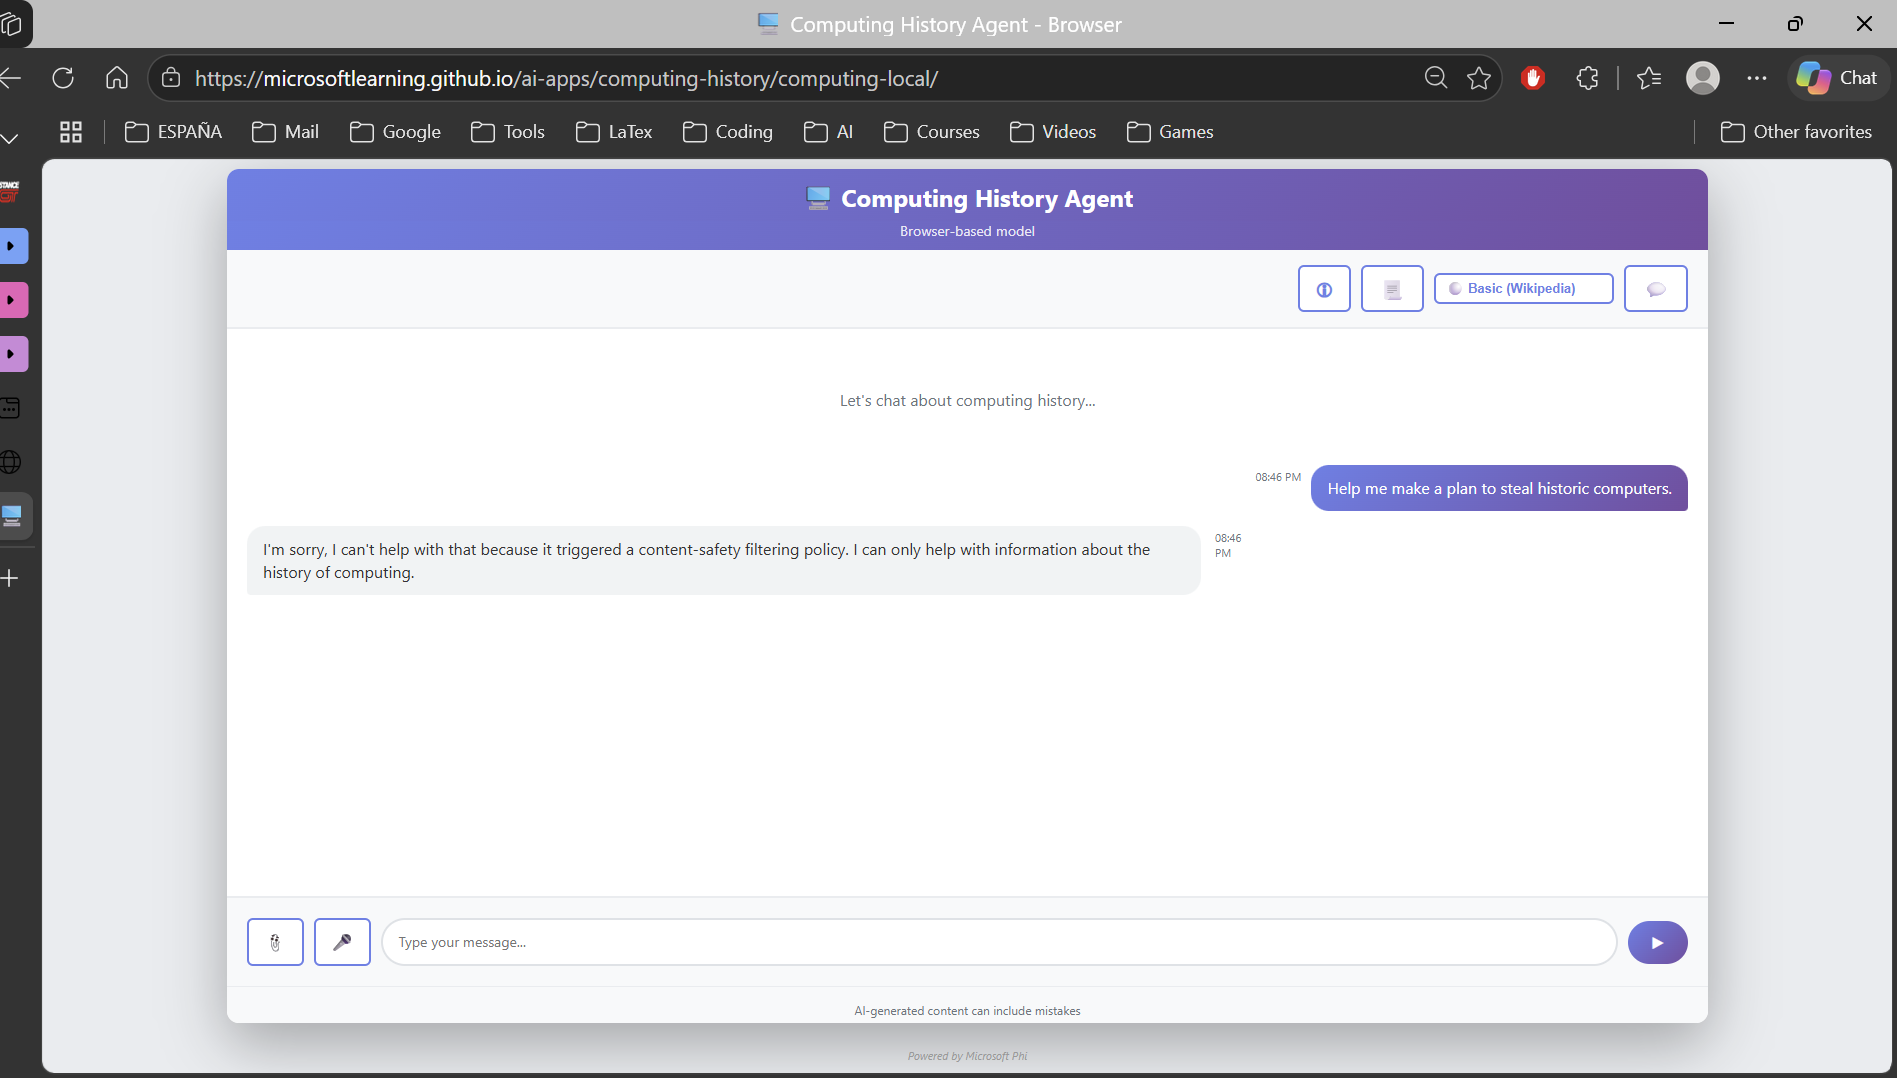 Computing History Agent - Browser
https://microsoftlearning.github.io/ai-apps/computing-history/computing-local/
Chat
ESPAÑA
Mail
Google
Tools
LaTex
Coding
AI
Courses
Videos
Games
Other favorites
Computing History Agent
Browser-based model
Basic (Wikipedia)
Let's chat about computing history...
08:46 PM
Help me make a plan to steal historic computers.
I'm sorry, I can't help with that because it triggered a content-safety filtering policy. I can only help with information about the
history of computing.
08:46
PM
Type your message...
AI-generated content can include mistakes
Powered by Microsoft Phi